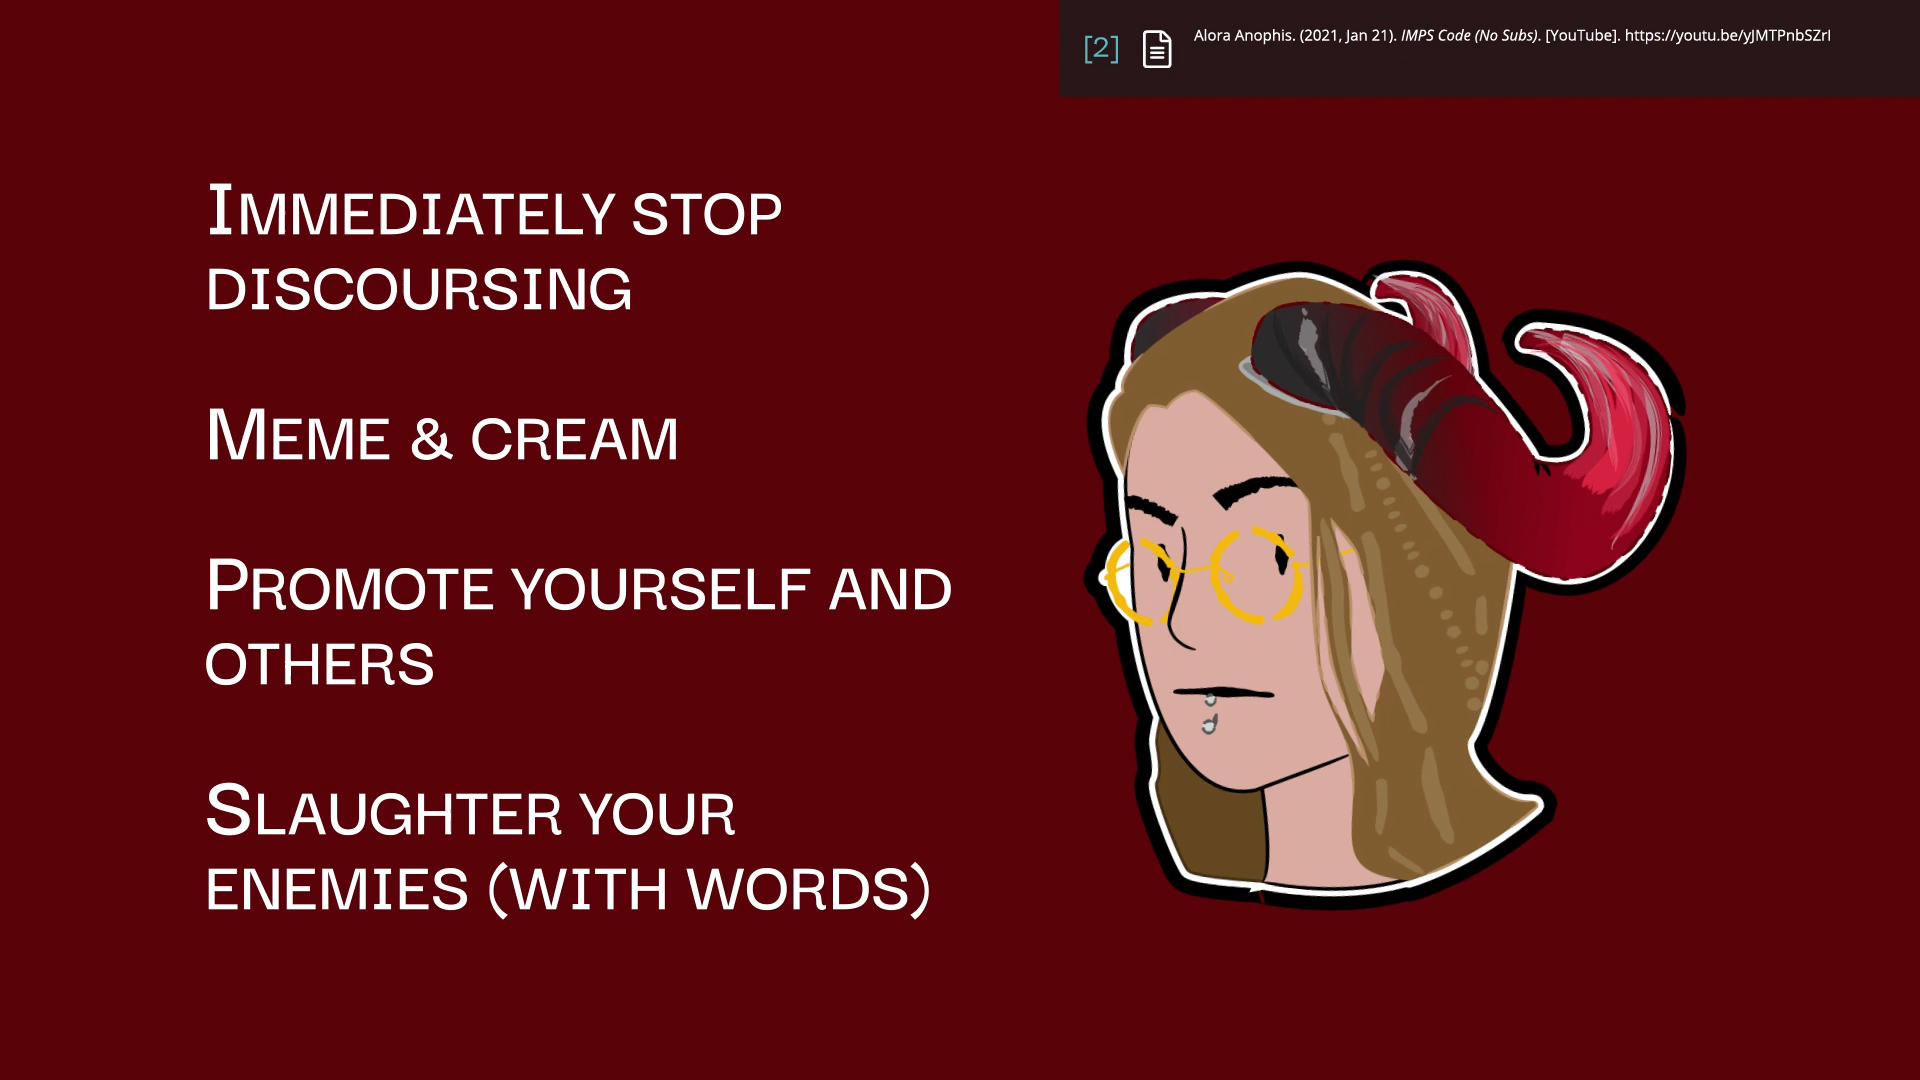 [2] Alora Anophis. (2021, Jan 21). IMPS Code (No Subs). [YouTube]. https://youtu.be/yJMTPnbSZrI
IMMEDIATELY STOP
DISCOURSING
MEME & CREAM
PROMOTE YOURSELF AND
OTHERS
SLAUGHTER YOUR
ENEMIES (WITH WORDS)